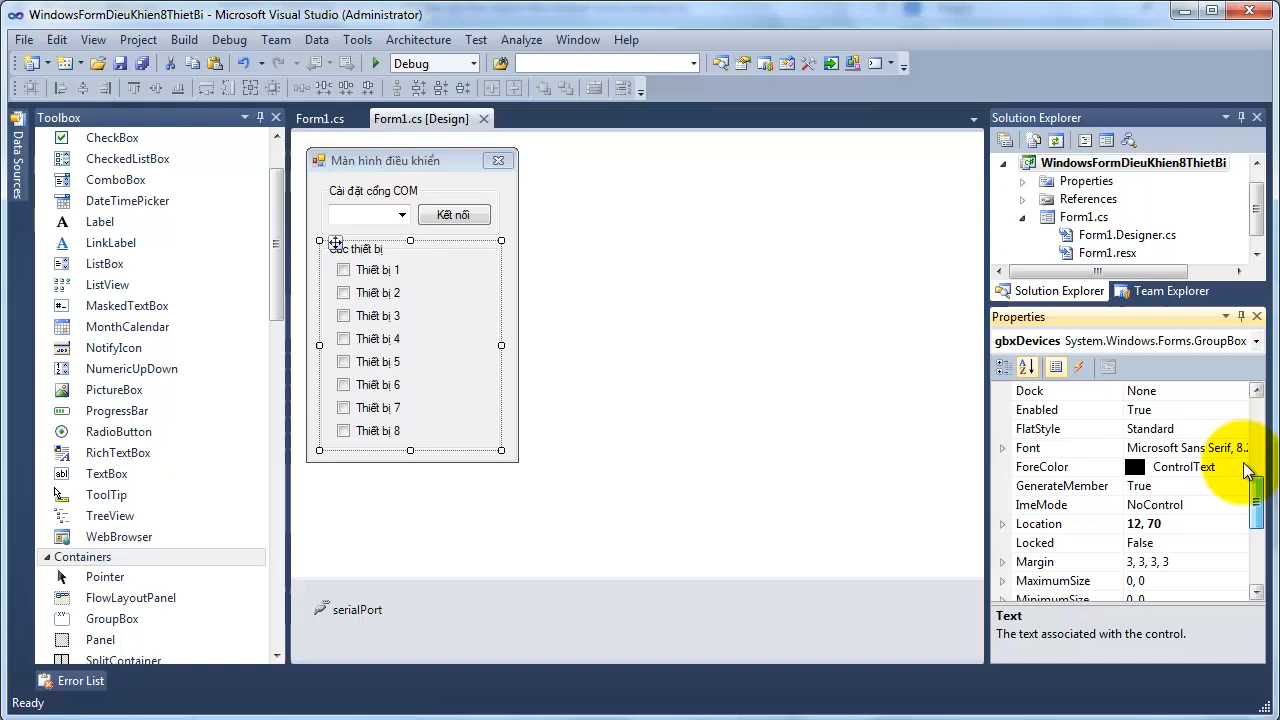 WindowsFormDieuKhien8ThietBi - Microsoft Visual Studio (Administrator)
File Edit View Project Build Debug Team Data Tools Architecture Test Analyze Window Help
Debug
Toolbox
Form1.cs Form1.cs [Design]
Solution Explorer
Data Sources
CheckBox
CheckedListBox
ComboBox
DateTimePicker
Label
LinkLabel
ListBox
ListView
MaskedTextBox
MonthCalendar
NotifyIcon
NumericUpDown
PictureBox
ProgressBar
RadioButton
RichTextBox
TextBox
ToolTip
TreeView
WebBrowser
Containers
Pointer
FlowLayoutPanel
GroupBox
Panel
SplitContainer
Màn hình điều khiển
Cài đặt cổng COM
Kết nối
Các thiết bị
Thiết bị 1
Thiết bị 2
Thiết bị 3
Thiết bị 4
Thiết bị 5
Thiết bị 6
Thiết bị 7
Thiết bị 8
serialPort
WindowsFormDieuKhien8ThietBi
Properties
References
Form1.cs
Form1.Designer.cs
Form1.resx
Solution Explorer Team Explorer
Properties
gbxDevices System.Windows.Forms.GroupBox
Dock None
Enabled True
FlatStyle Standard
Font Microsoft Sans Serif, 8.2
ForeColor ControlText
GenerateMember True
ImeMode NoControl
Location 12, 70
Locked False
Margin 3, 3, 3, 3
MaximumSize 0, 0
MinimumSize 0, 0
Text
The text associated with the control.
Error List
Ready